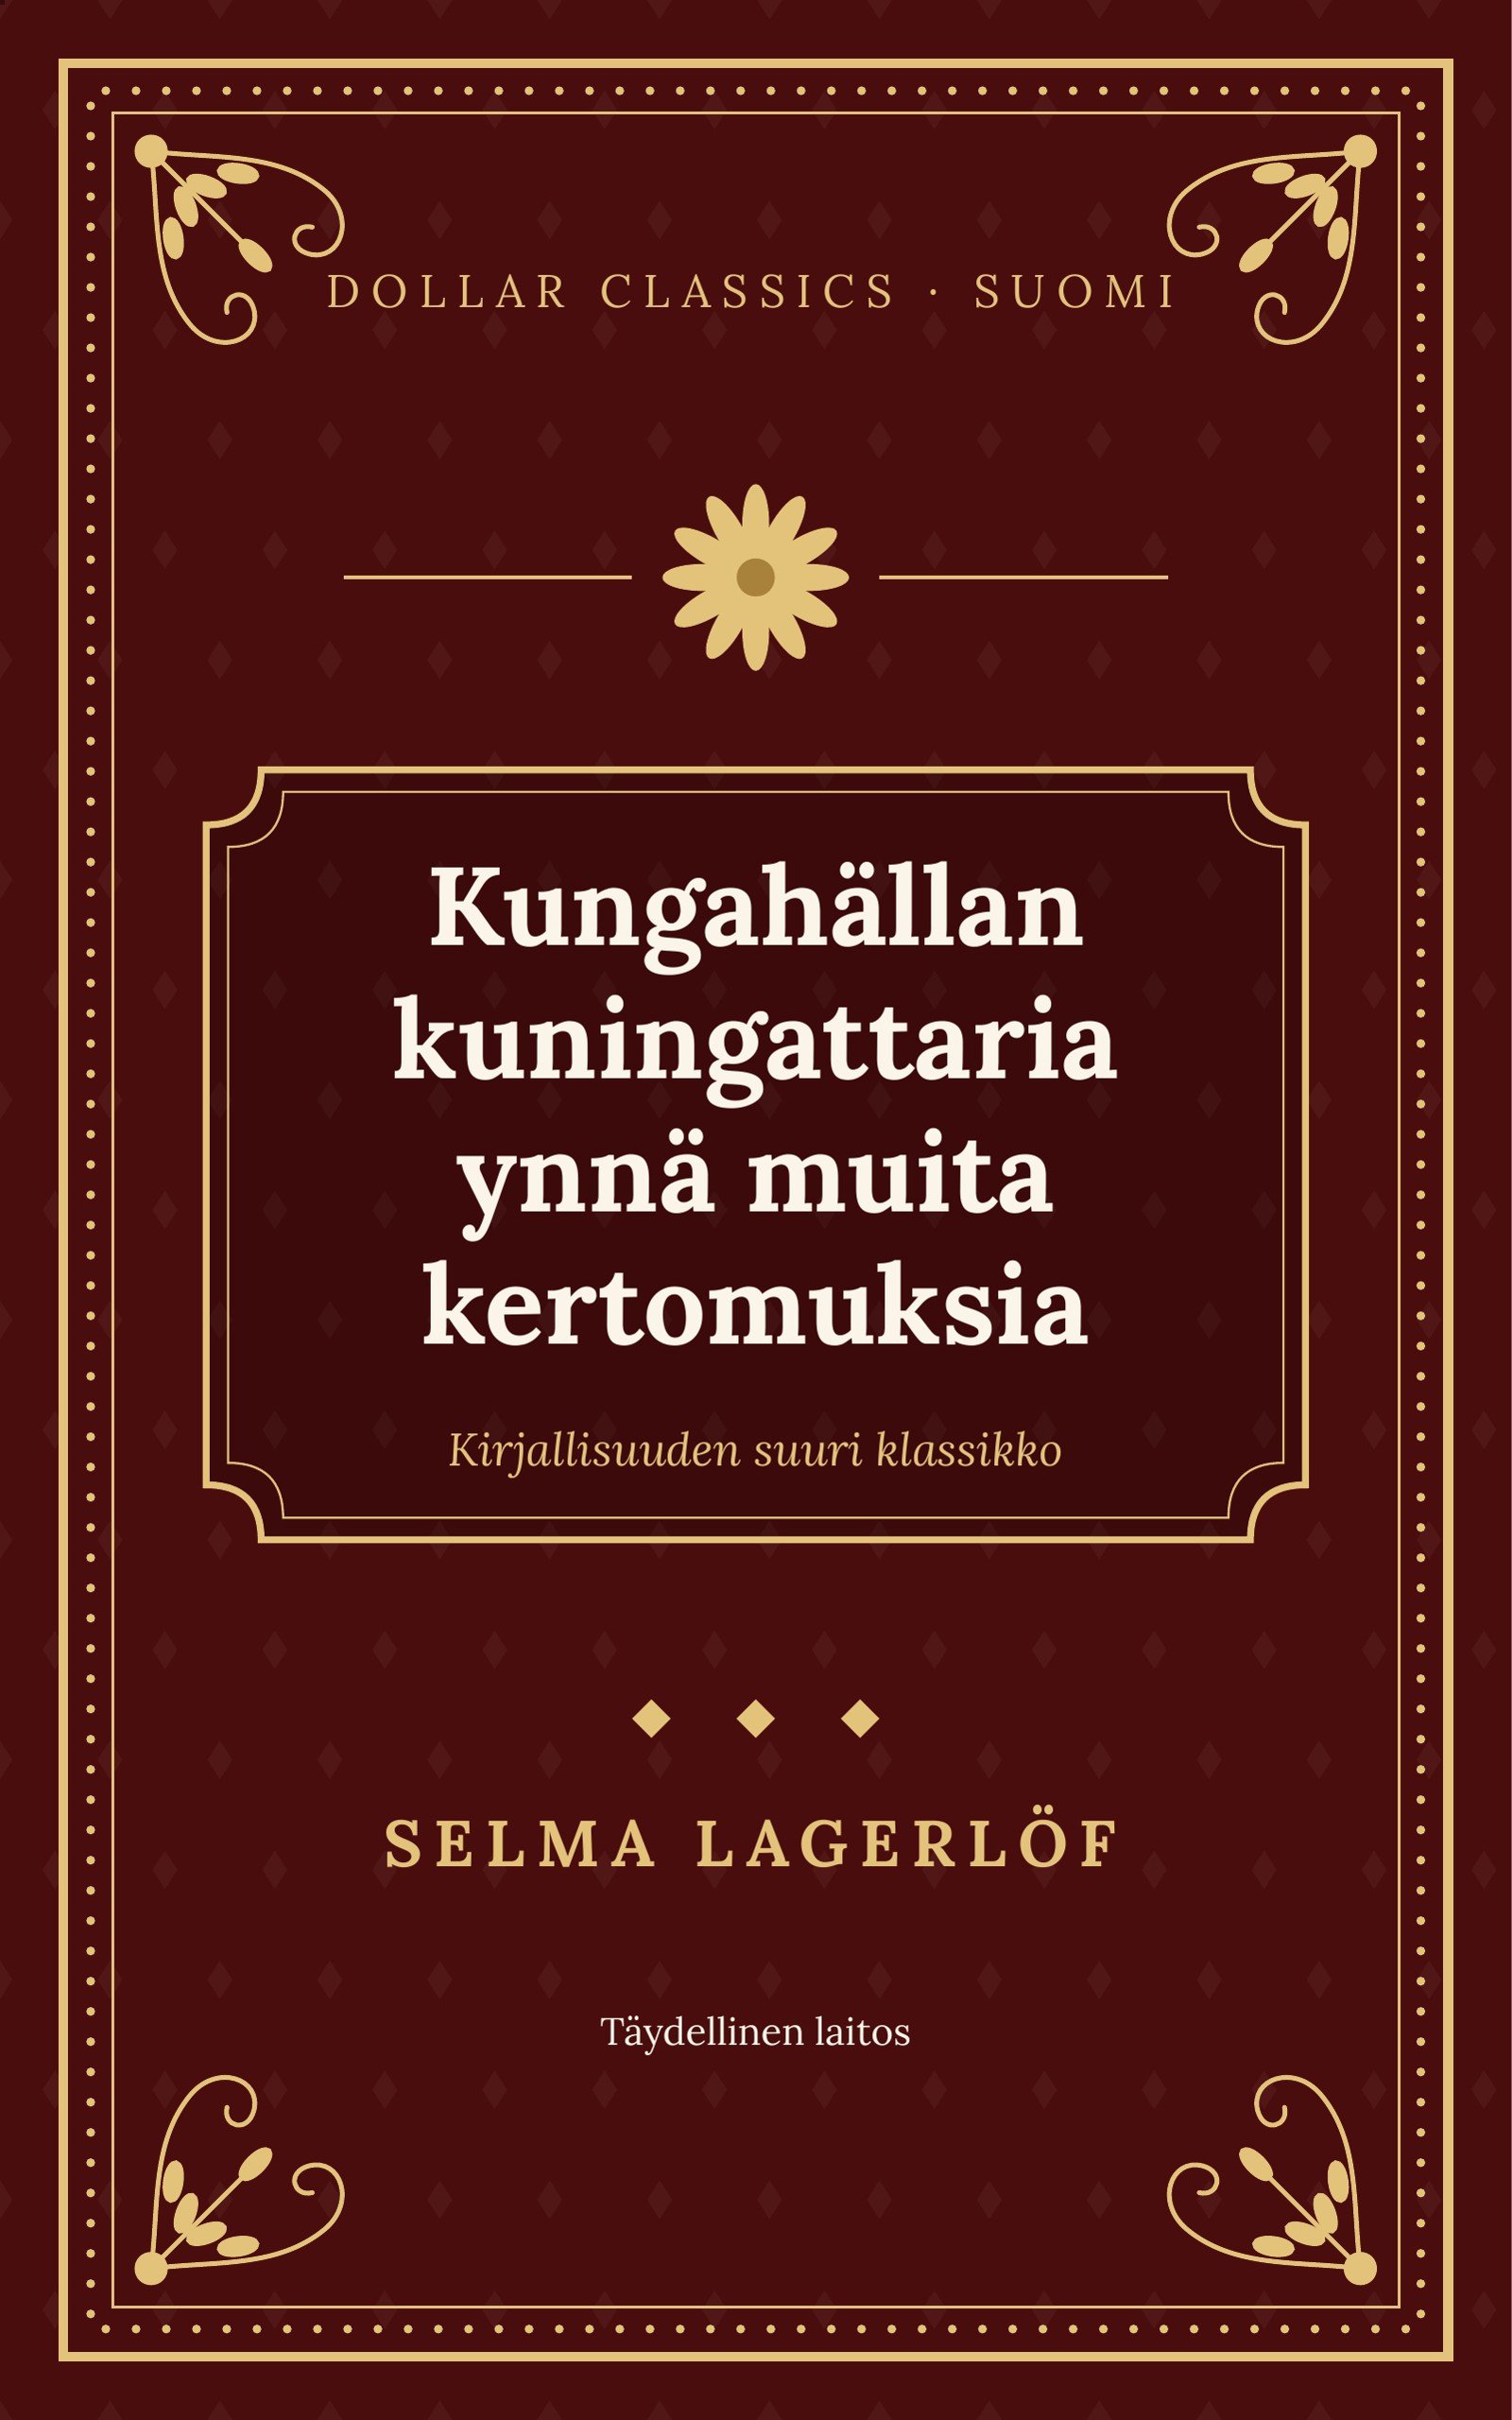 DOLLAR CLASSICS · SUOMI
Kungahällan
kuningattaria
ynnä muita
kertomuksia
Kirjallisuuden suuri klassikko
SELMA LAGERLÖF
Täydellinen laitos